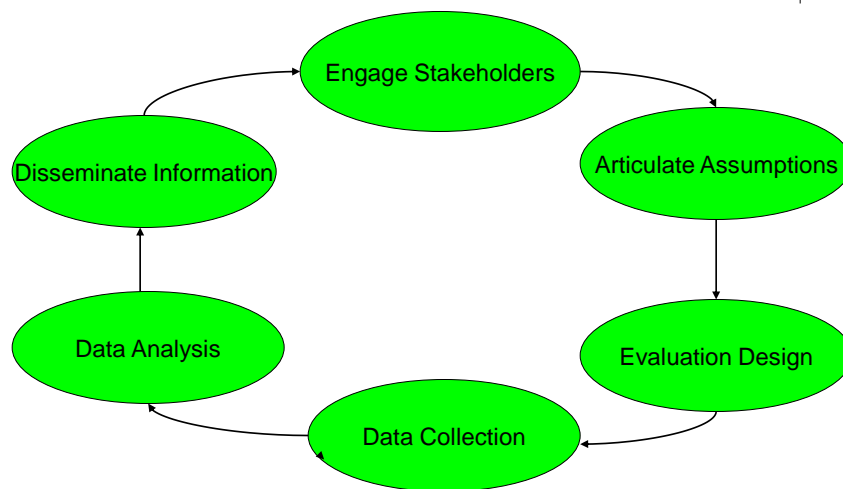 Engage Stakeholders
Articulate Assumptions
Evaluation Design
Data Collection
Data Analysis
Disseminate Information